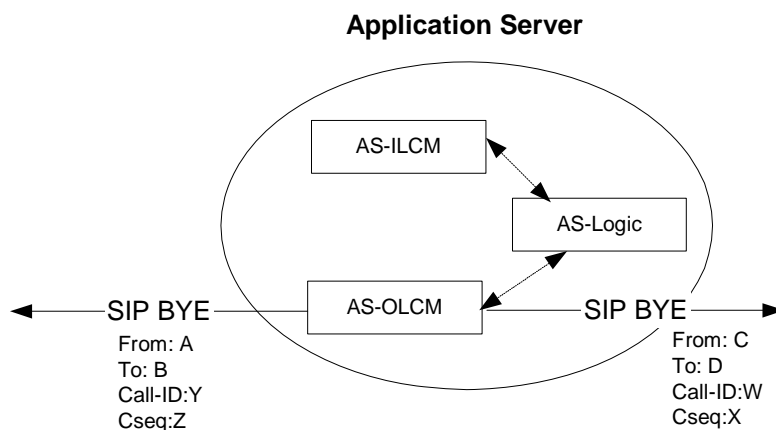 Application Server
AS-ILCM
AS-Logic
AS-OLCM
SIP BYE
From: A
To: B
Call-ID:Y
Cseq:Z
SIP BYE
From: C
To: D
Call-ID:W
Cseq:X